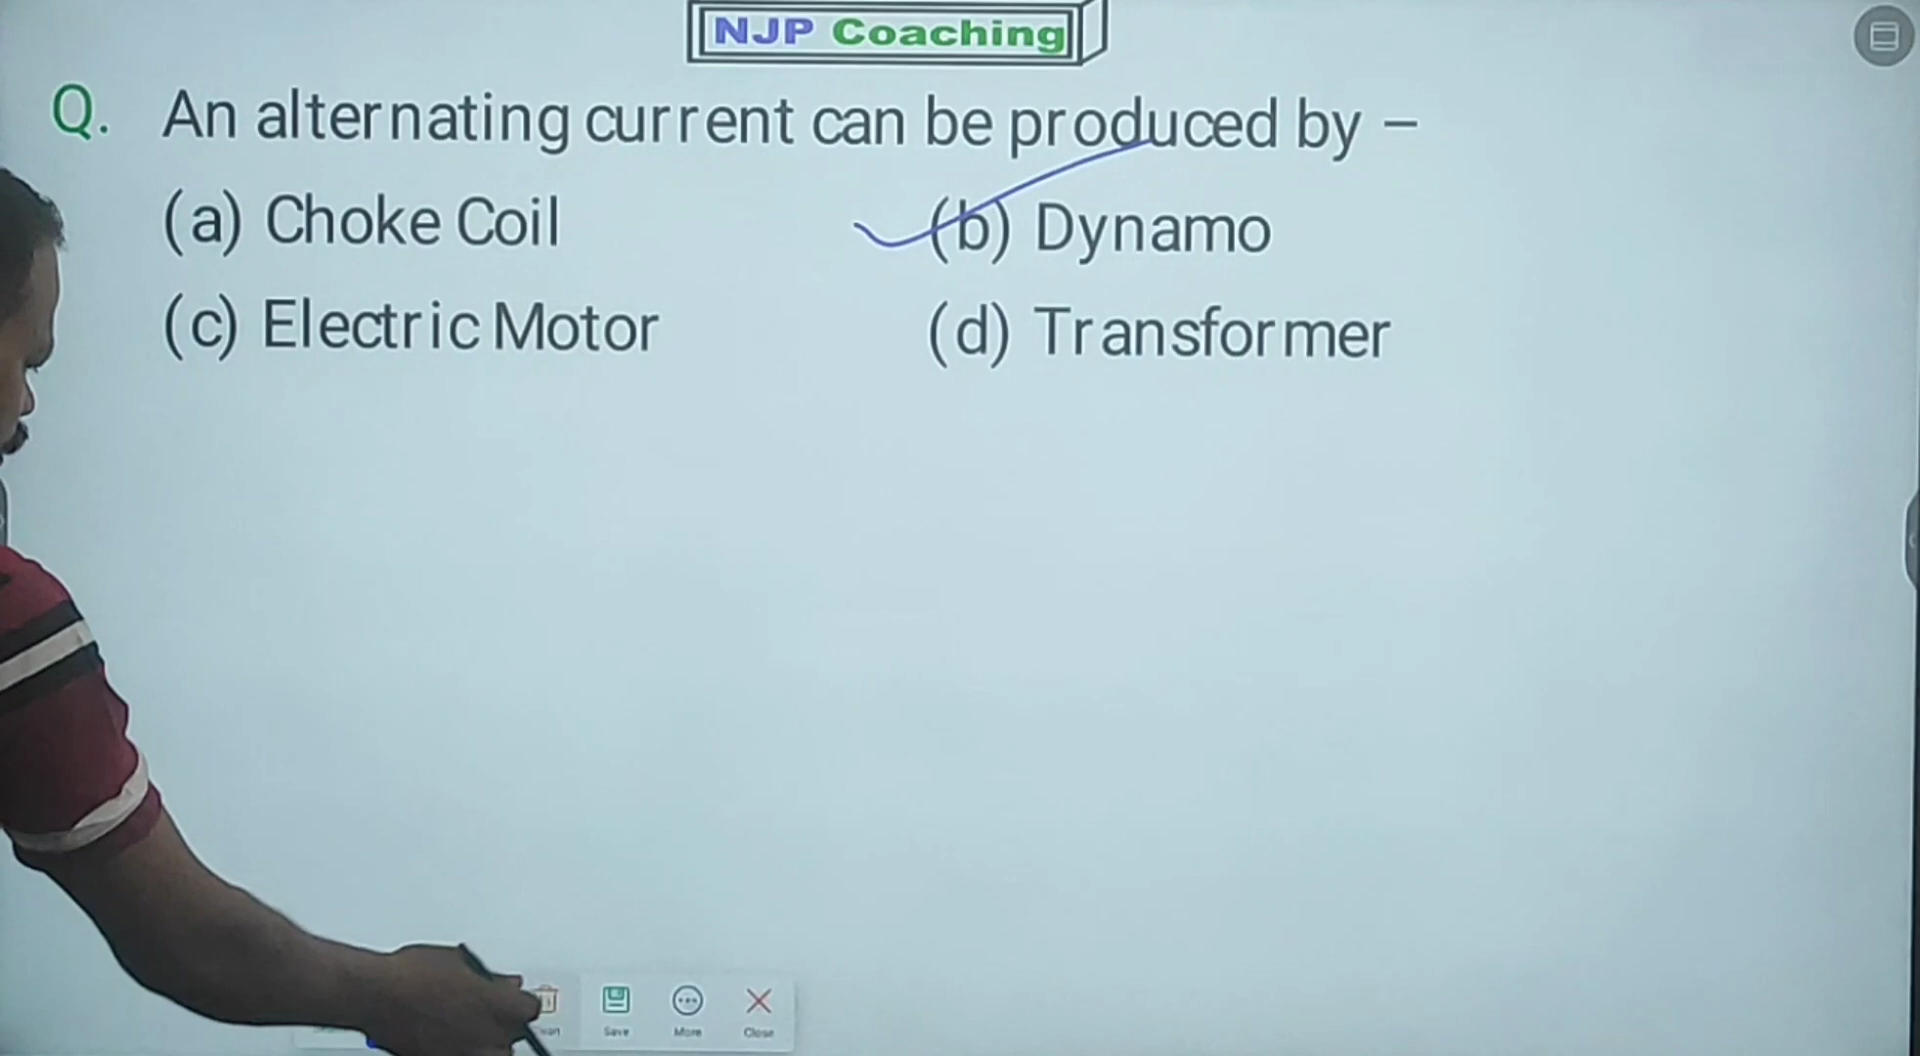 NJP Coaching
Q. An alternating current can be produced by –
(a) Choke Coil (b) Dynamo
(c) Electric Motor (d) Transformer
Save More Close